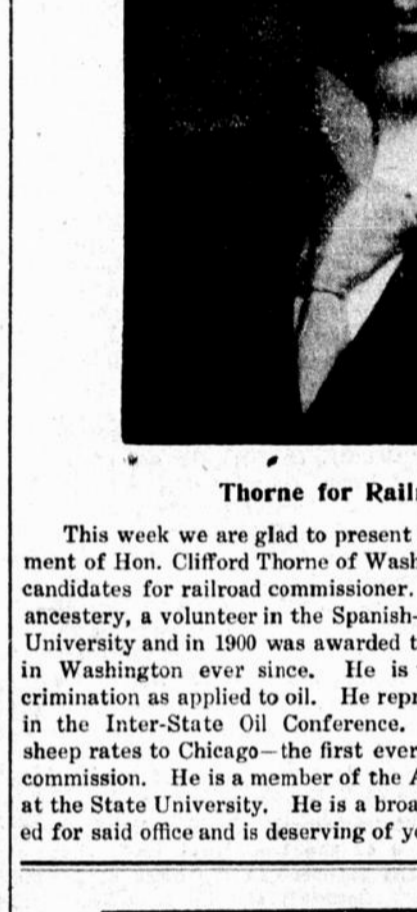 Thorne for Rail
This week we are glad to present
ment of Hon. Clifford Thorne of Wash
candidates for railroad commissioner.
ancestery, a volunteer in the Spanish-
University and in 1900 was awarded t
in Washington ever since. He is
crimination as applied to oil. He repr
in the Inter-State Oil Conference.
sheep rates to Chicago—the first ever
commission. He is a member of the A
at the State University. He is a broa
ed for said office and is deserving of y